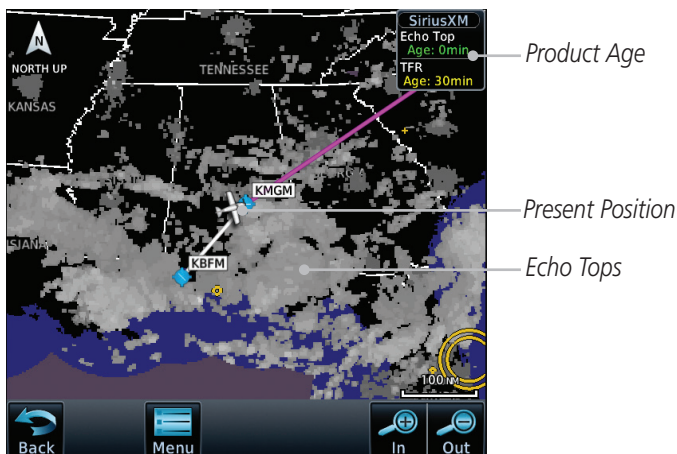 SiriusXM
Echo Top
Age: 0min
TFR
Age: 30min
Product Age
N
NORTH UP
TENNESSEE
KANSAS
KMGM
Present Position
KBFM
Echo Tops
100 NM
Back
Menu
In
Out